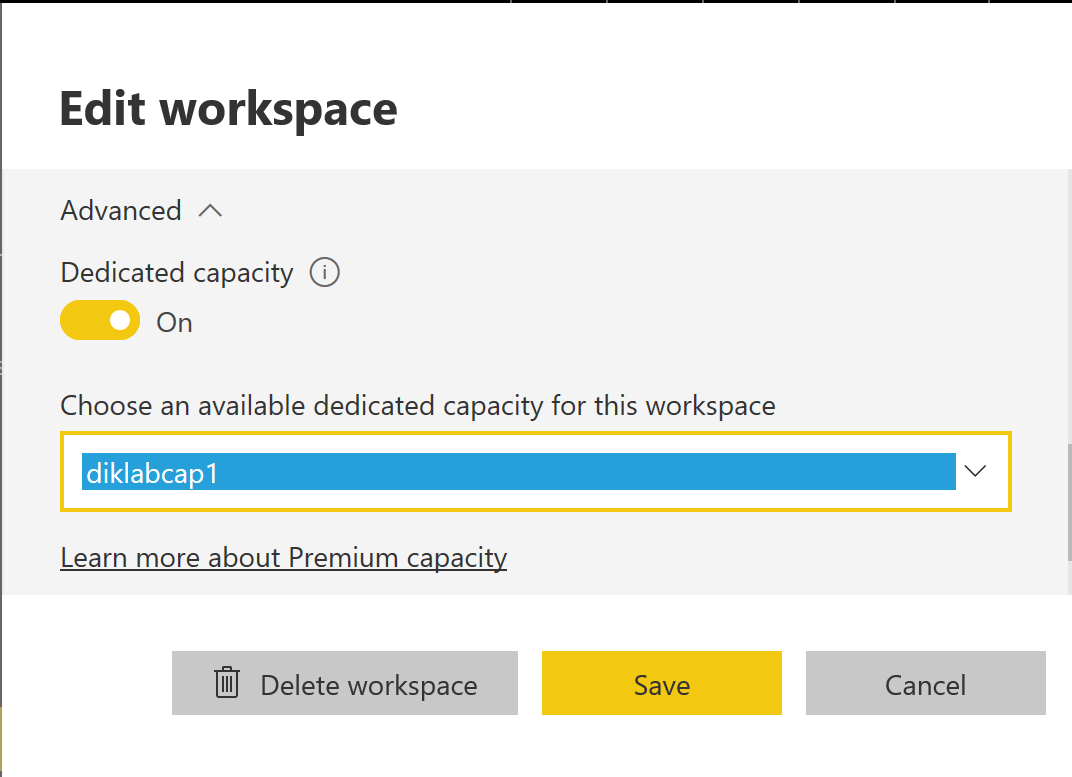 Edit workspace
Advanced
Dedicated capacity
On
Choose an available dedicated capacity for this workspace
diklabcap1
Learn more about Premium capacity
Delete workspace
Save
Cancel